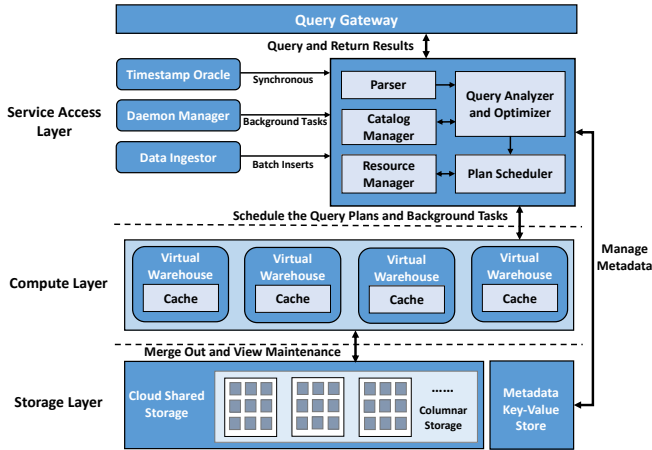 Query Gateway
Query and Return Results
Service Access
Layer
Timestamp Oracle
Synchronous
Daemon Manager
Background Tasks
Data Ingestor
Batch Inserts
Parser
Catalog
Manager
Resource
Manager
Query Analyzer
and Optimizer
Plan Scheduler
Schedule the Query Plans and Background Tasks
Manage
Metadata
Compute Layer
Virtual
Warehouse
Cache
Virtual
Warehouse
Cache
Virtual
Warehouse
Cache
Virtual
Warehouse
Cache
Merge Out and View Maintenance
Storage Layer
Cloud Shared
Storage
......
Columnar
Storage
Metadata
Key-Value
Store